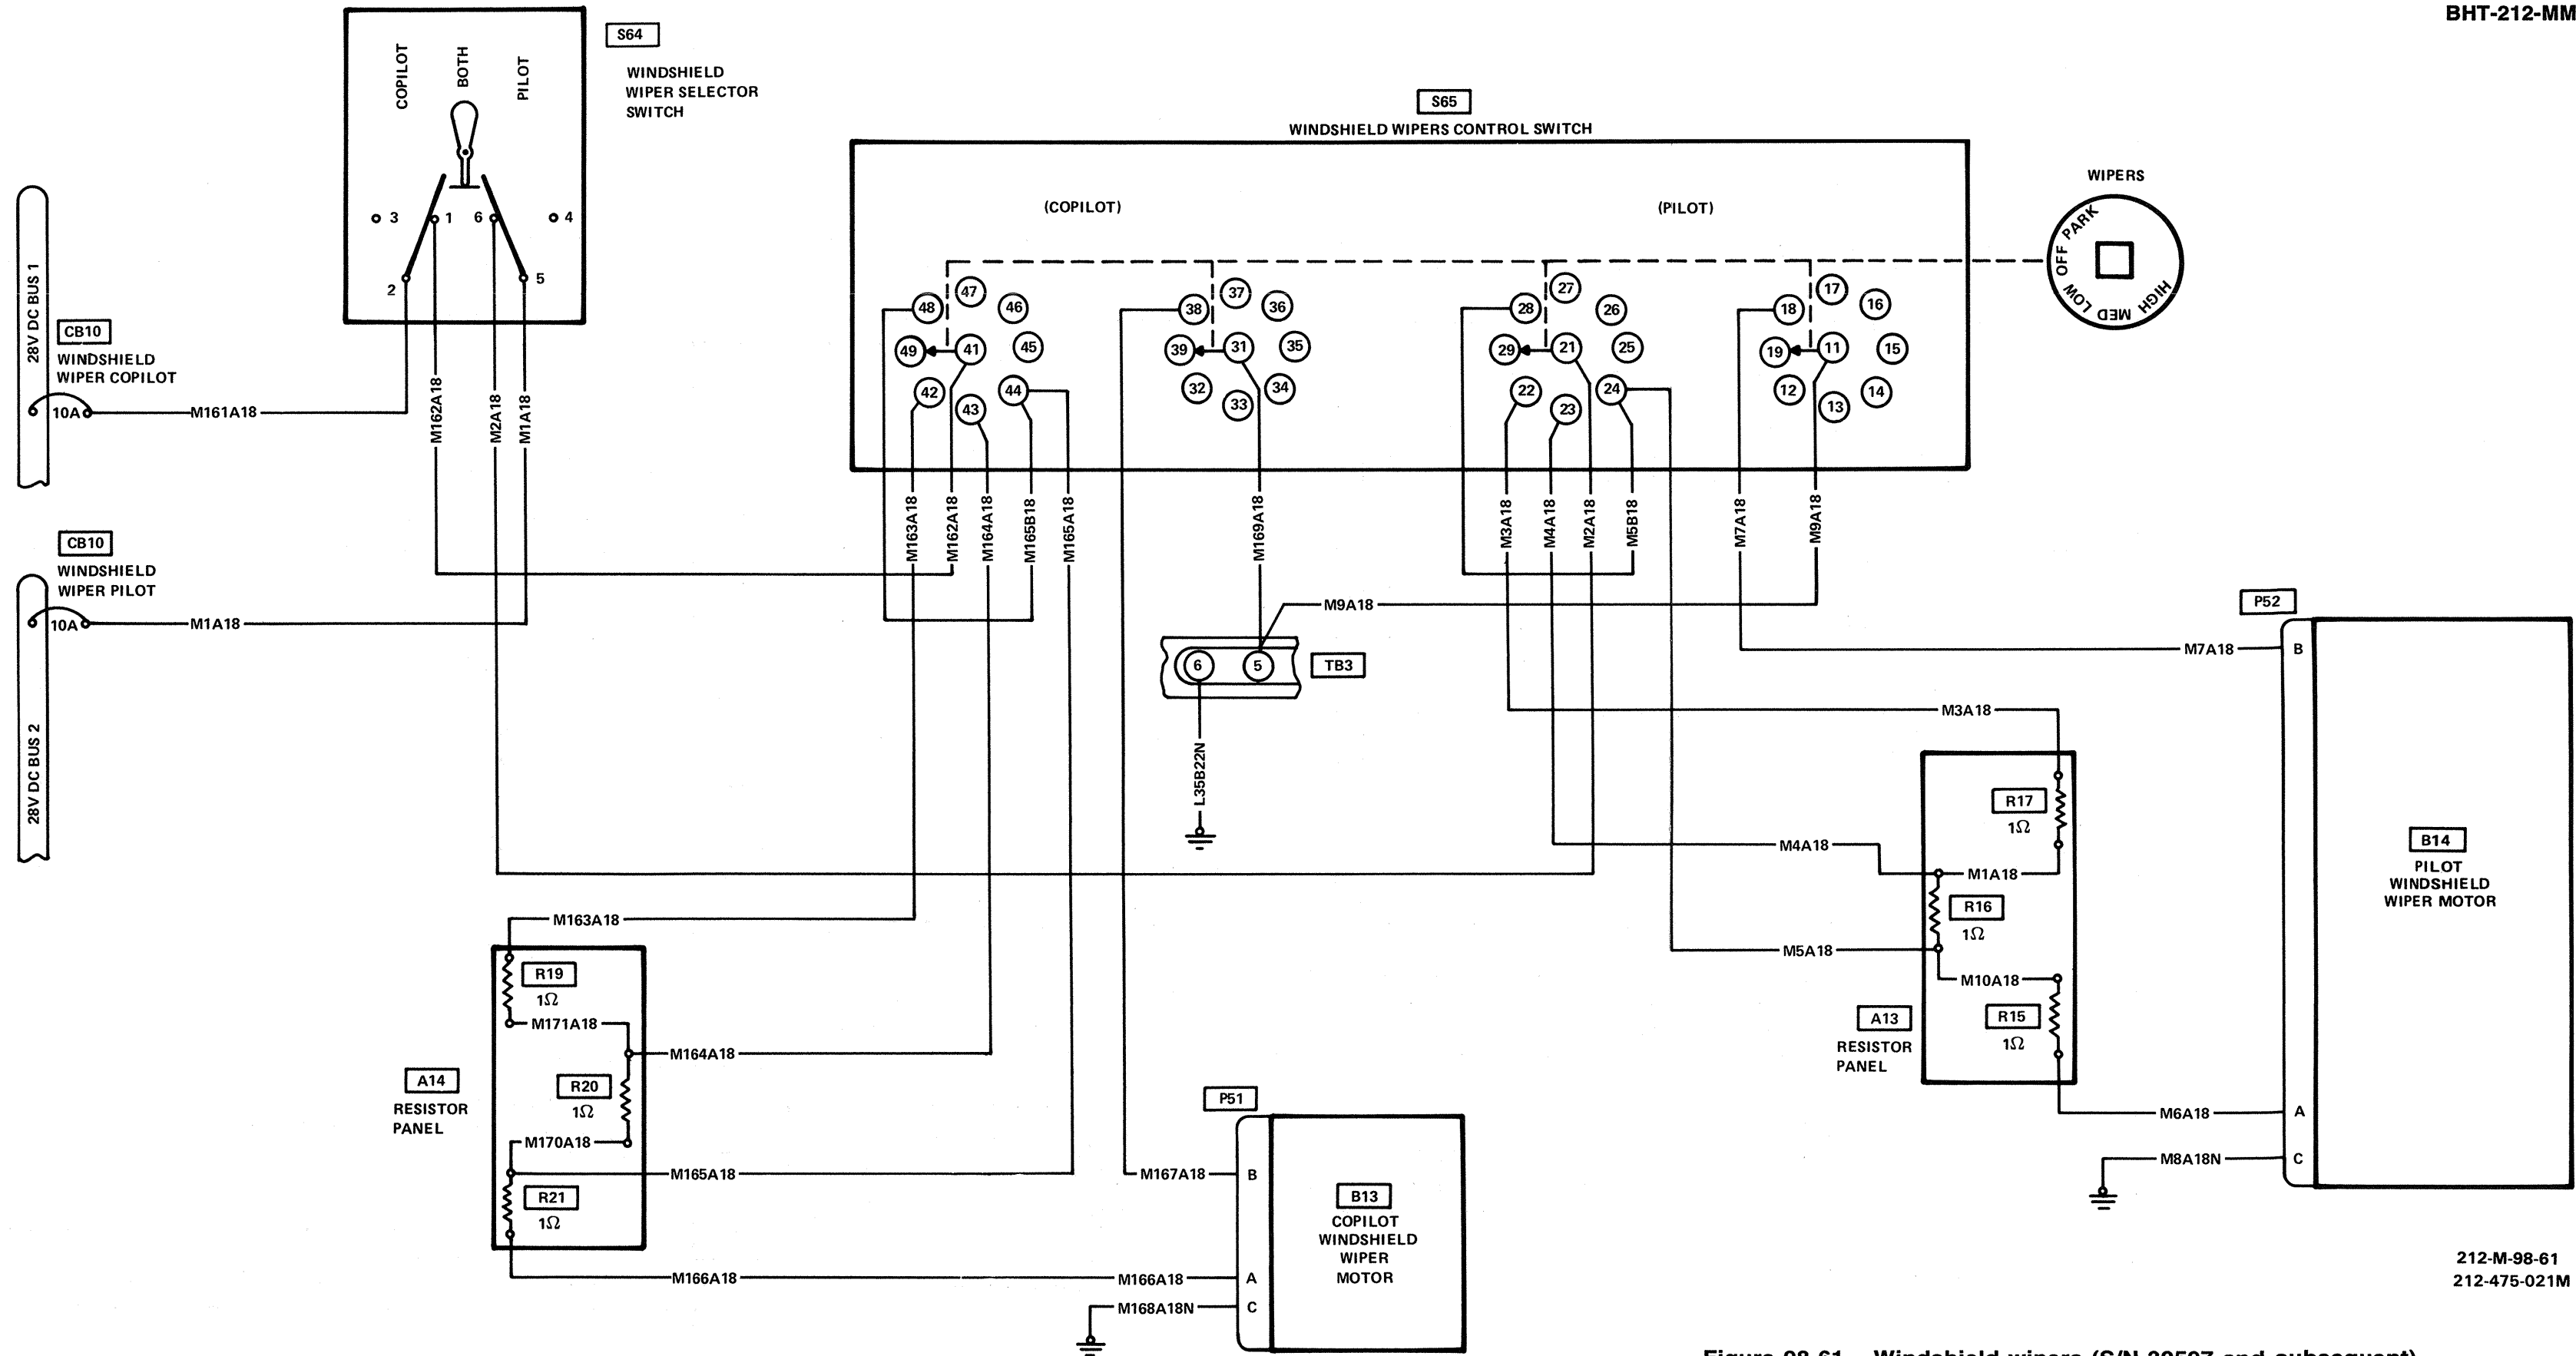 BHT-212-MM
S64
WINDSHIELD
WIPER SELECTOR
SWITCH
COPILOT
BOTH
PILOT
3
1
6
4
2
5
S65
WINDSHIELD WIPERS CONTROL SWITCH
(COPILOT)
(PILOT)
WIPERS
PARK
OFF
LOW
MED
HIGH
48
47
46
49
41
45
42
43
44
38
37
36
39
31
35
32
33
34
28
27
26
29
21
25
22
23
24
18
17
16
19
11
15
12
13
14
28V DC BUS 1
CB10
WINDSHIELD
WIPER COPILOT
10A
M161A18
M162A18
M2A18
M1A18
CB10
WINDSHIELD
WIPER PILOT
10A
M1A18
28V DC BUS 2
M163A18
M162A18
M164A18
M165B18
M165A18
M169A18
M3A18
M4A18
M2A18
M5B18
M7A18
M9A18
M9A18
6
5
TB3
L35B22N
P52
M7A18
B
M3A18
R17
1Ω
M4A18
M1A18
R16
1Ω
M5A18
M10A18
R15
1Ω
A13
RESISTOR
PANEL
B14
PILOT
WINDSHIELD
WIPER MOTOR
M6A18
A
M8A18N
C
M163A18
R19
1Ω
M171A18
M164A18
R20
1Ω
A14
RESISTOR
PANEL
M170A18
M165A18
R21
1Ω
M166A18
P51
M167A18
B
M166A18
A
M168A18N
C
B13
COPILOT
WINDSHIELD
WIPER
MOTOR
212-M-98-61
212-475-021M